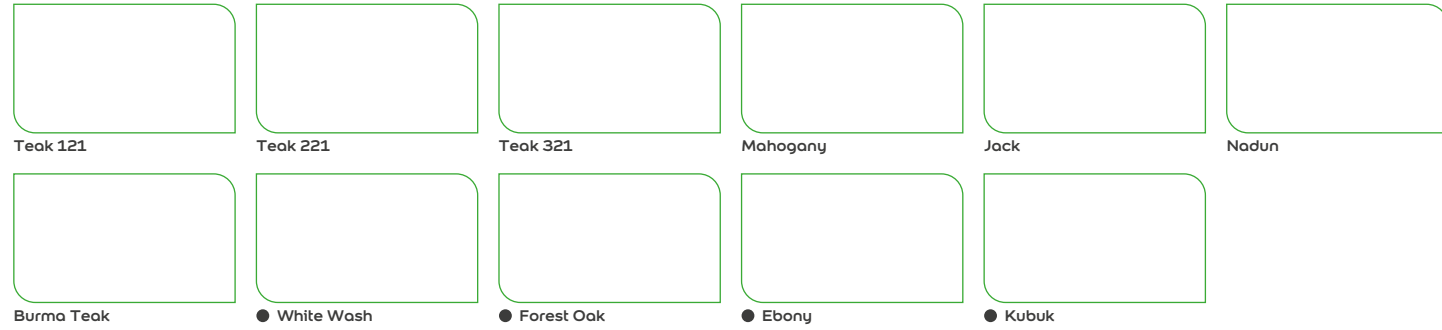 Teak 121
Teak 221
Teak 321
Mahogany
Jack
Nadun
Burma Teak
● White Wash
● Forest Oak
● Ebony
● Kubuk